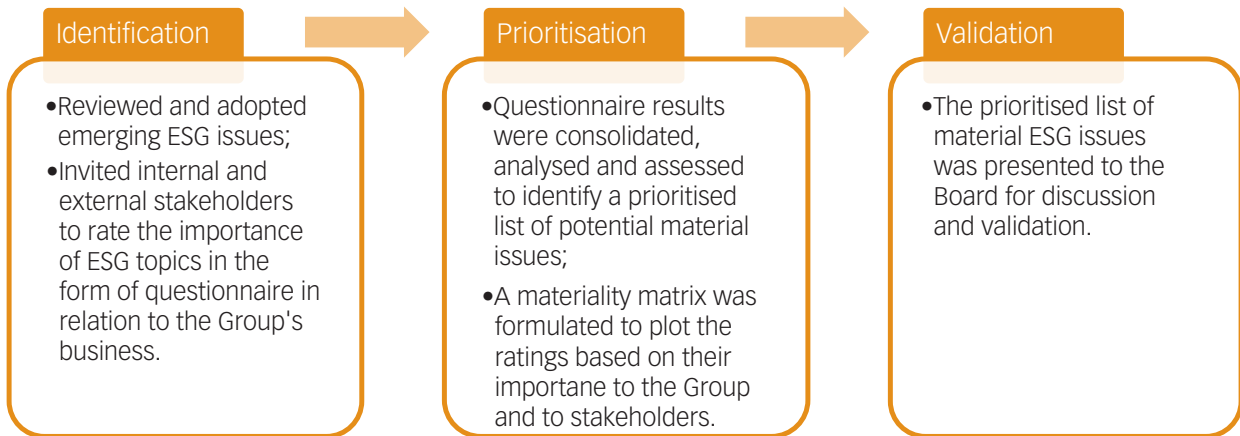 Identification
•Reviewed and adopted
emerging ESG issues;
•Invited internal and
external stakeholders
to rate the importance
of ESG topics in the
form of questionnaire in
relation to the Group's
business.
Prioritisation
•Questionnaire results
were consolidated,
analysed and assessed
to identify a prioritised
list of potential material
issues;
•A materiality matrix was
formulated to plot the
ratings based on their
importane to the Group
and to stakeholders.
Validation
•The prioritised list of
material ESG issues
was presented to the
Board for discussion
and validation.